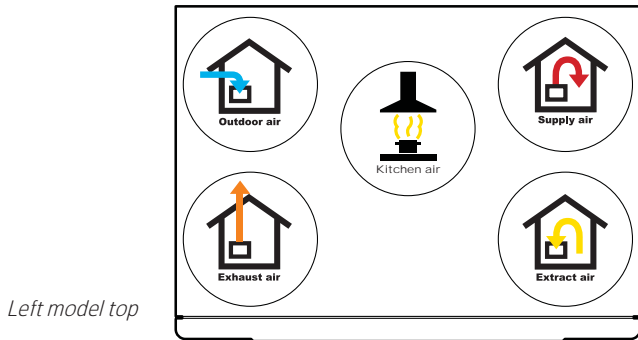 Outdoor air
Supply air
Kitchen air
Exhaust air
Extract air
Left model top